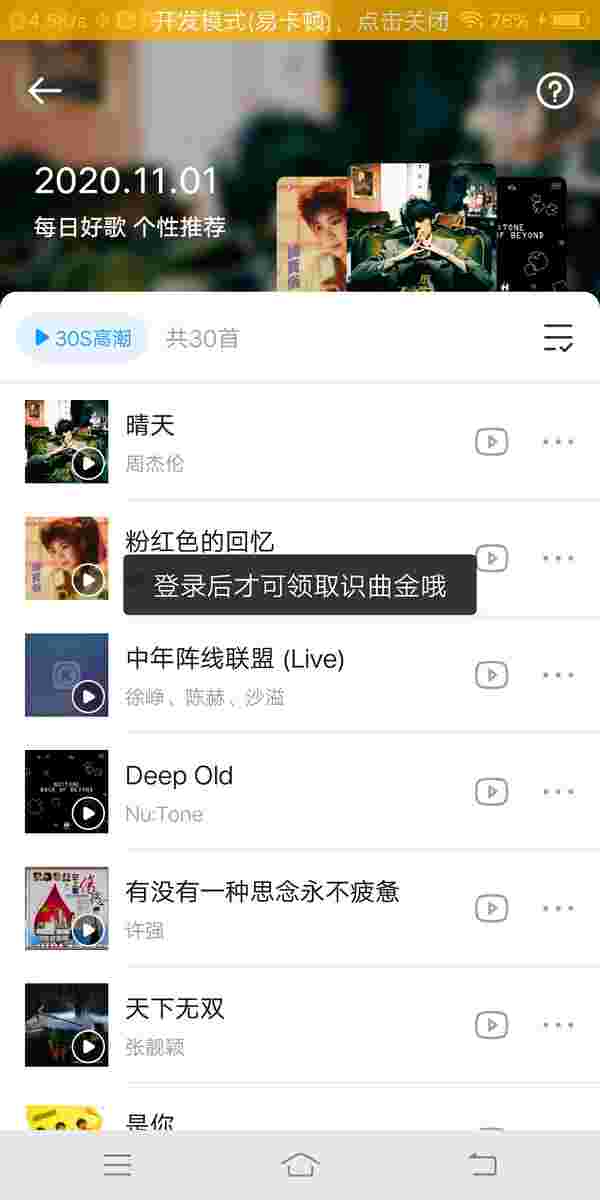 4.5K/s
开发模式(易卡顿)、点击关闭
76%
2020.11.01
每日好歌 个性推荐
30S高潮
共30首
晴天
周杰伦
粉红色的回忆
登录后才可领取识曲金哦
中年阵线联盟 (Live)
徐峥、陈赫、沙溢
Deep Old
Nu:Tone
有没有一种思念永不疲惫
许强
天下无双
张靓颖
是你